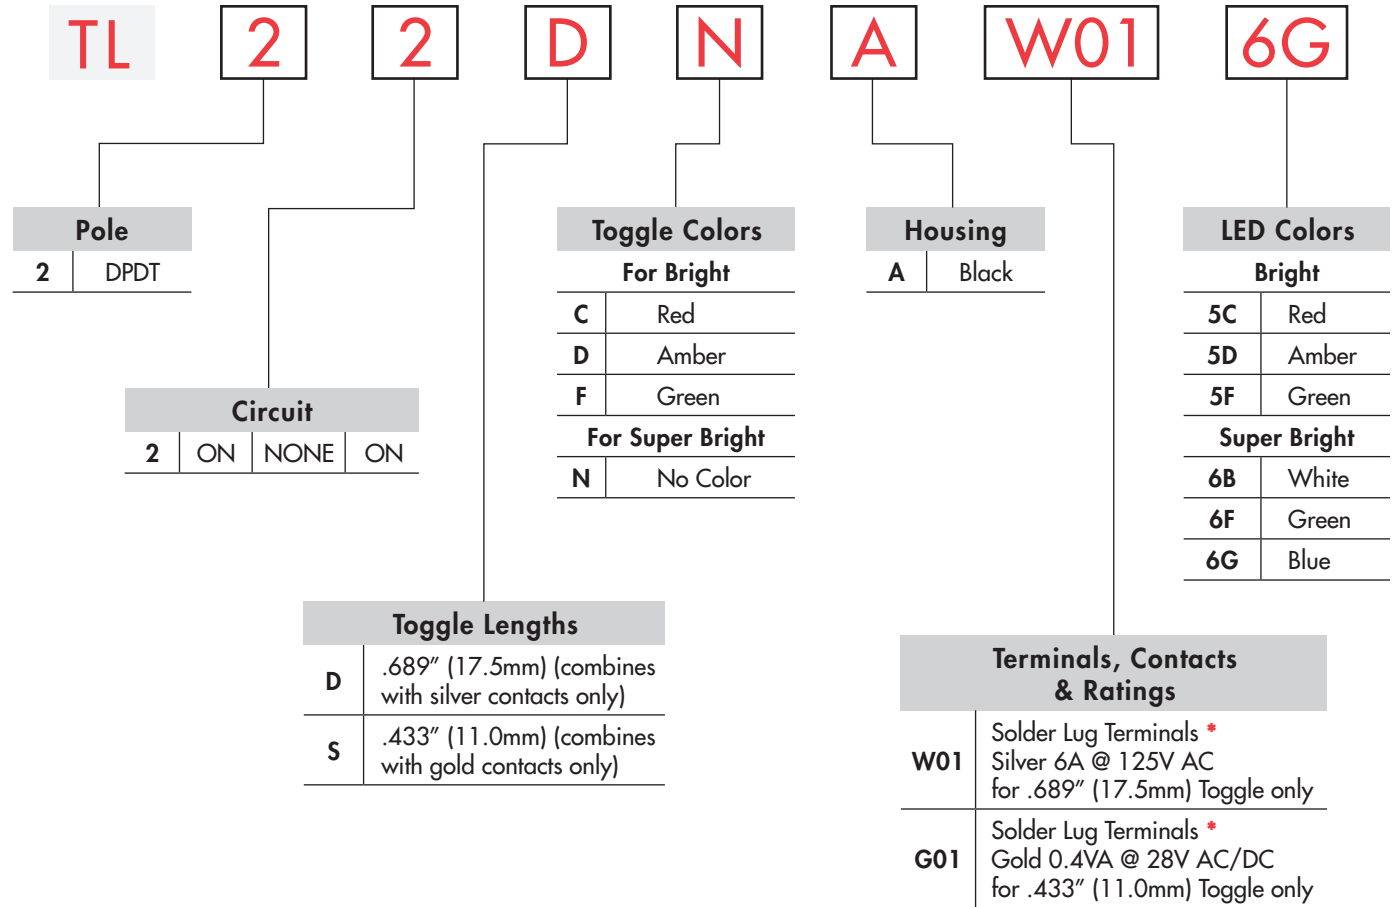 TL 2 2 D N A W01 6G
Pole
2 DPDT
Circuit
2 ON NONE ON
Toggle Lengths
D .689" (17.5mm) (combines
with silver contacts only)
S .433" (11.0mm) (combines
with gold contacts only)
Toggle Colors
For Bright
C Red
D Amber
F Green
For Super Bright
N No Color
Housing
A Black
Terminals, Contacts
& Ratings
W01 Solder Lug Terminals *
Silver 6A @ 125V AC
for .689" (17.5mm) Toggle only
G01 Solder Lug Terminals *
Gold 0.4VA @ 28V AC/DC
for .433" (11.0mm) Toggle only
LED Colors
Bright
5C Red
5D Amber
5F Green
Super Bright
6B White
6F Green
6G Blue